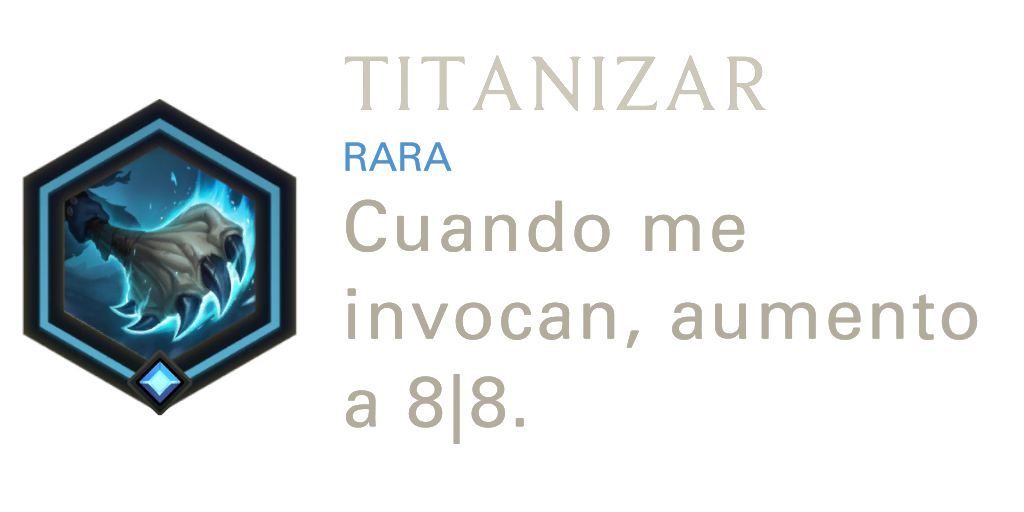 TITANIZAR
RARA
Cuando me
invocan, aumento
a 8|8.